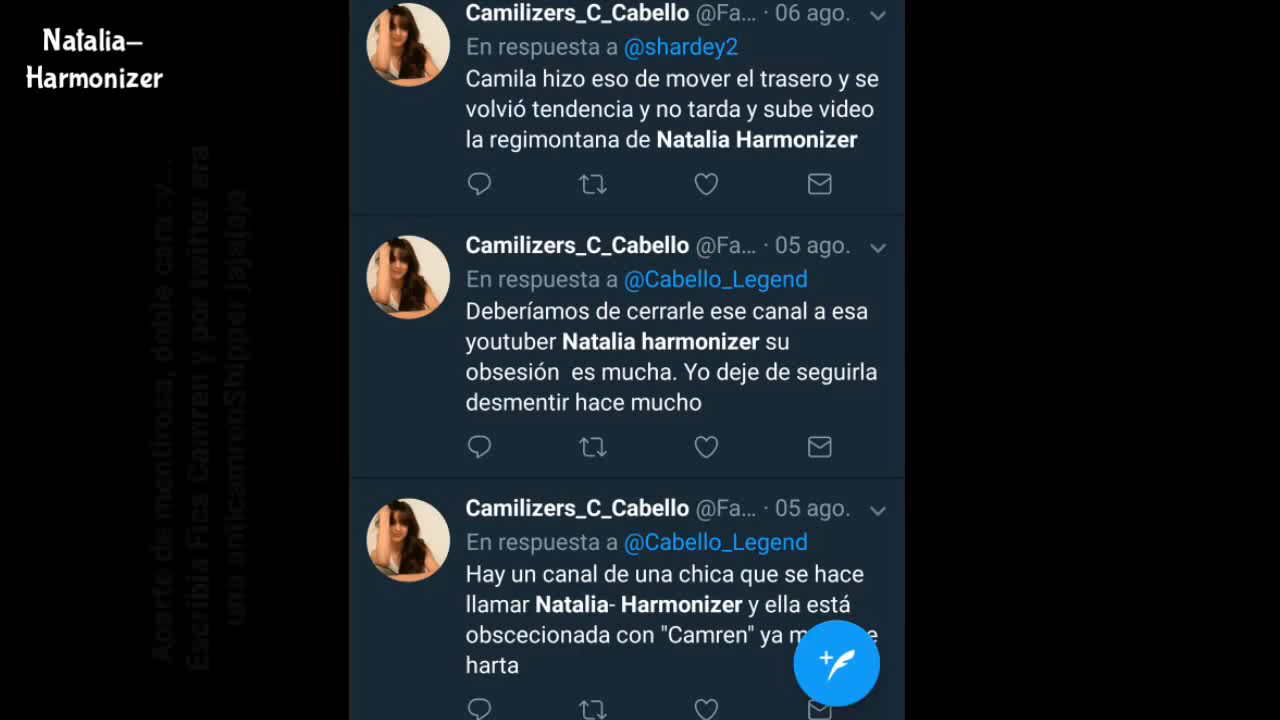 Natalia-
Harmonizer
Camilizers_C_Cabello @Fa... · 06 ago.
En respuesta a @shardey2
Camila hizo eso de mover el trasero y se
volvió tendencia y no tarda y sube video
la regimontana de Natalia Harmonizer
Camilizers_C_Cabello @Fa... · 05 ago.
En respuesta a @Cabello_Legend
Deberíamos de cerrarle ese canal a esa
youtuber Natalia harmonizer su
obsesión es mucha. Yo deje de seguirla
desmentir hace mucho
Camilizers_C_Cabello @Fa... · 05 ago.
En respuesta a @Cabello_Legend
Hay un canal de una chica que se hace
llamar Natalia- Harmonizer y ella está
obscecionada con "Camren" ya
harta
Aparte de mentirosa, doble cara :y...
Escribia Fics Camren y por twiter era
una anticamrenShipper jajajaja